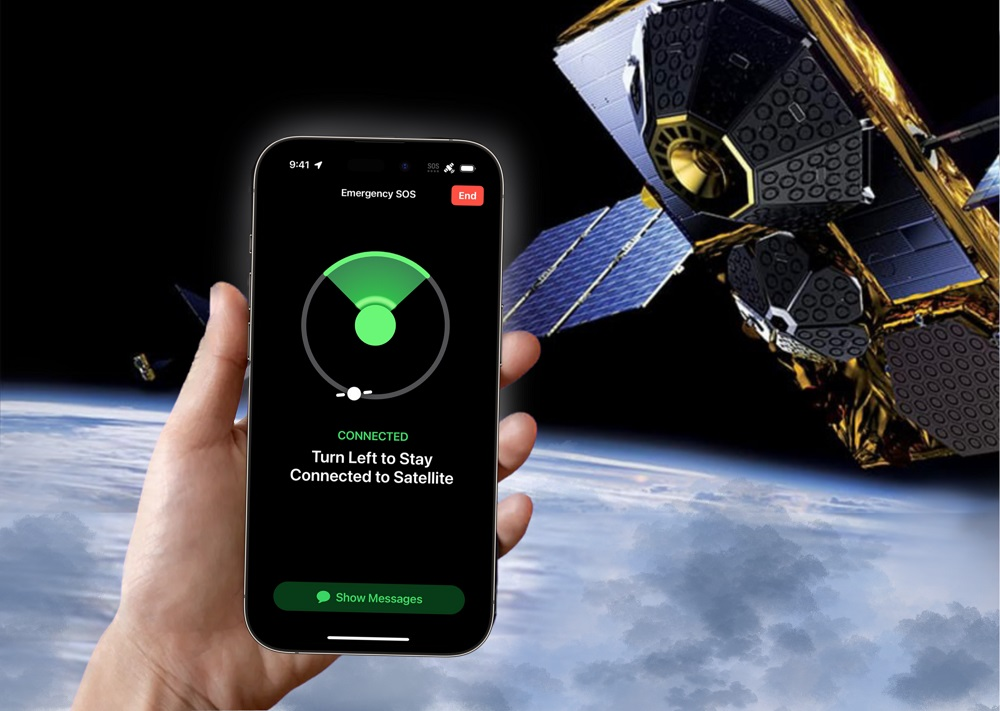 9:41
SOS
Emergency SOS
End
CONNECTED
Turn Left to Stay
Connected to Satellite
Show Messages